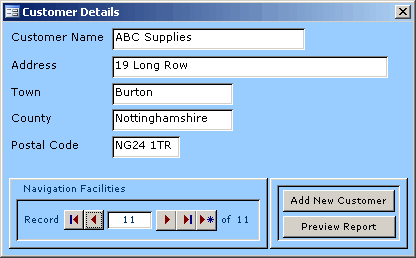 Customer Details
Customer Name ABC Supplies
Address 19 Long Row
Town Burton
County Nottinghamshire
Postal Code NG24 1TR
Navigation Facilities
Record 11 of 11
Add New Customer
Preview Report